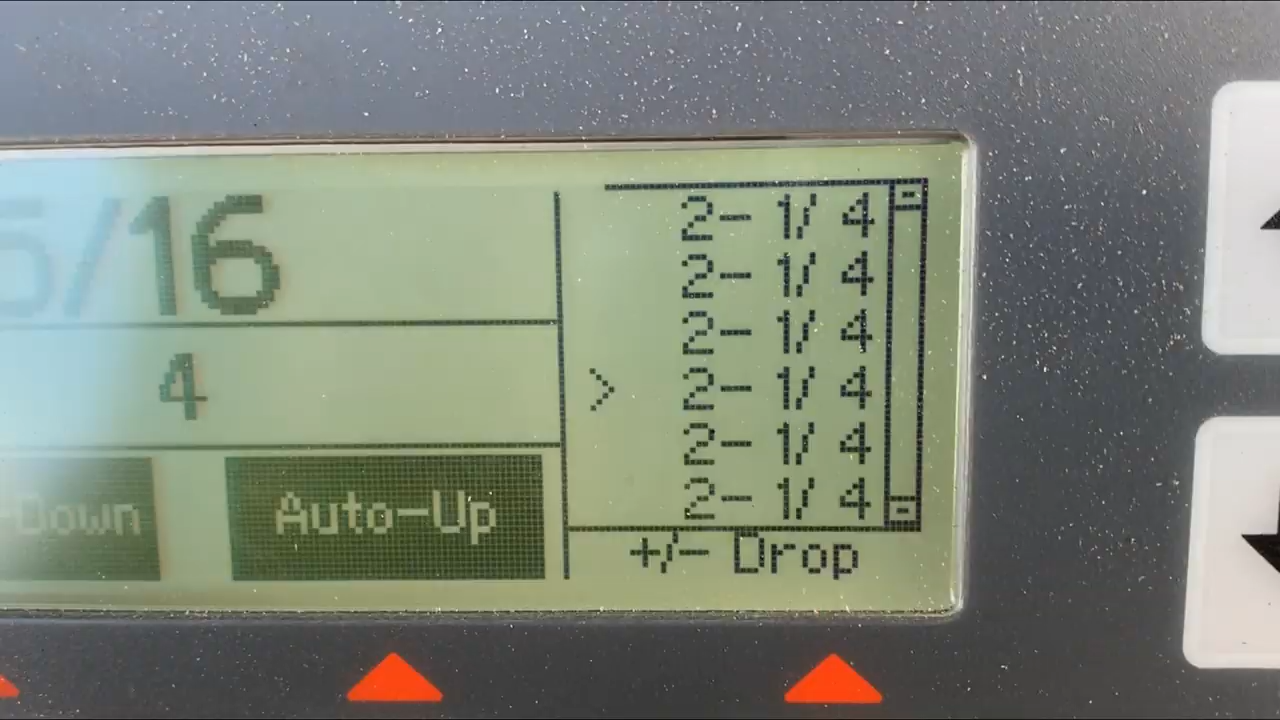 5/16
4
-Down
Auto-Up
2- 1/ 4
2- 1/ 4
2- 1/ 4
> 2- 1/ 4
2- 1/ 4
2- 1/ 4
+/- Drop